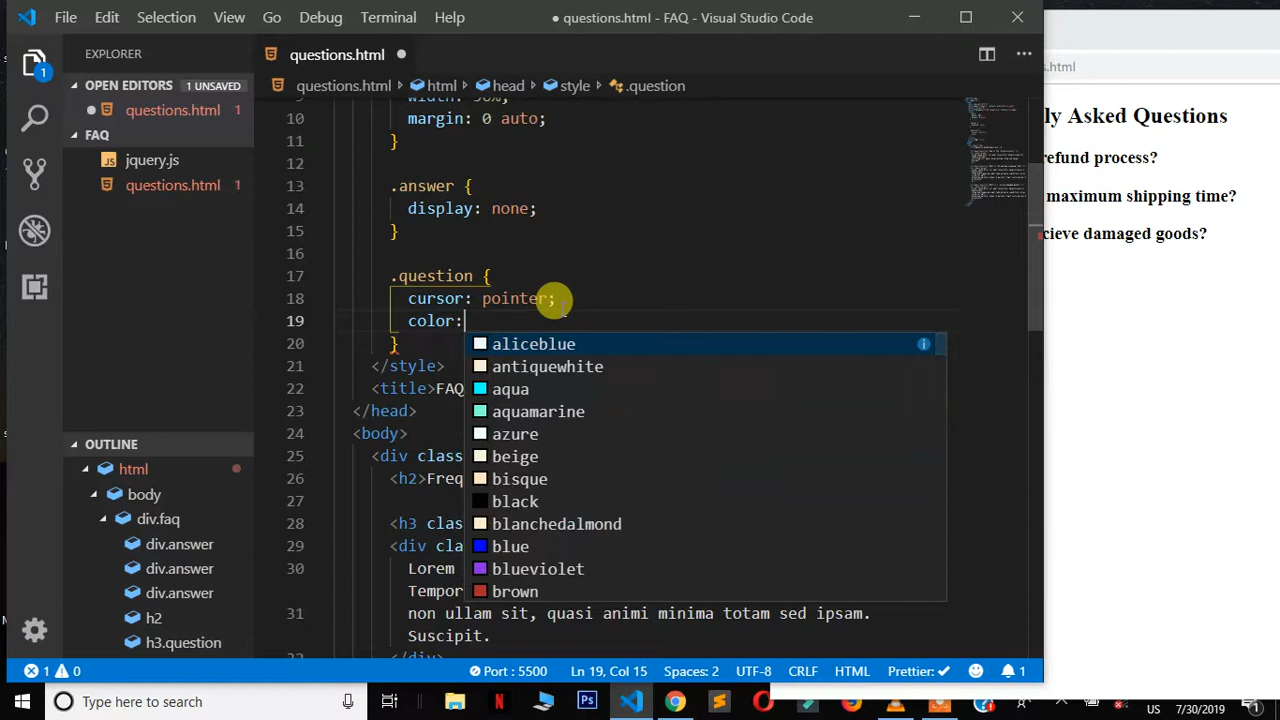 File Edit Selection View Go Debug Terminal Help ● questions.html - FAQ - Visual Studio Code
EXPLORER
questions.html
s.html
OPEN EDITORS 1 UNSAVED
questions.html > html > head > style > .question
questions.html 1
FAQ
jquery.js
questions.html 1
10 margin: 0 auto;
11 }
12
13 .answer {
14 display: none;
15 }
16
17 .question {
18 cursor: pointer;
19 color:
20 }
21 </style>
22 <title>FAQ
23 </head>
24 <body>
25 <div class
26 <h2>Freq
27
28 <h3 clas
29 <div cla
30 Lorem
Tempor
31 non ullam sit, quasi animi minima totam sed ipsam.
Suscipit.
</div>
aliceblue
antiquewhite
aqua
aquamarine
azure
beige
bisque
black
blanchedalmond
blue
blueviolet
brown
OUTLINE
html
body
div.faq
div.answer
div.answer
div.answer
h2
h3.question
ly Asked Questions
refund process?
maximum shipping time?
cieve damaged goods?
1 0 Port : 5500 Ln 19, Col 15 Spaces: 2 UTF-8 CRLF HTML Prettier: ✓ 1
Type here to search
US 7/30/2019